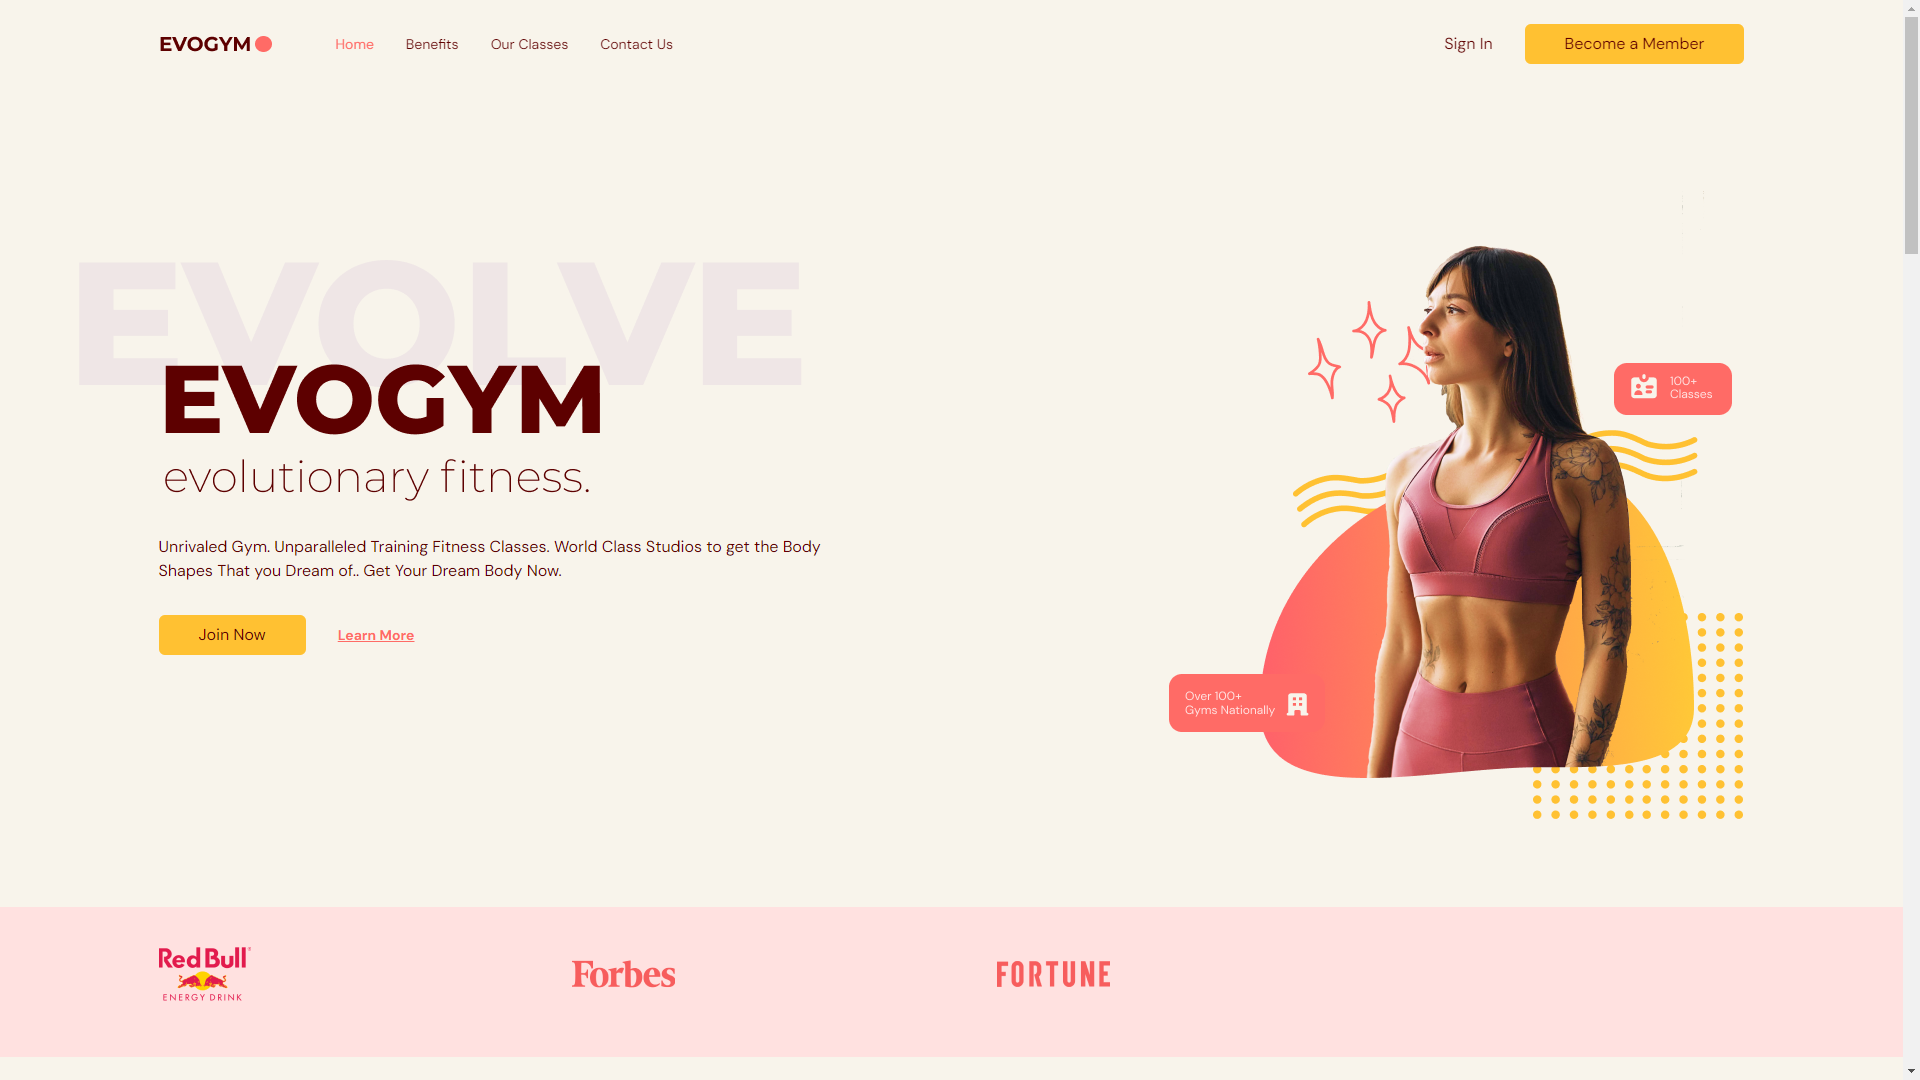 EVOGYM
Home
Benefits
Our Classes
Contact Us
Sign In
Become a Member
EVOLVE
EVOGYM
evolutionary fitness.
Unrivaled Gym. Unparalleled Training Fitness Classes. World Class Studios to get the Body
Shapes That you Dream of.. Get Your Dream Body Now.
Join Now
Learn More
100+
Classes
Over 100+
Gyms Nationally
Red Bull
ENERGY DRINK
Forbes
FORTUNE